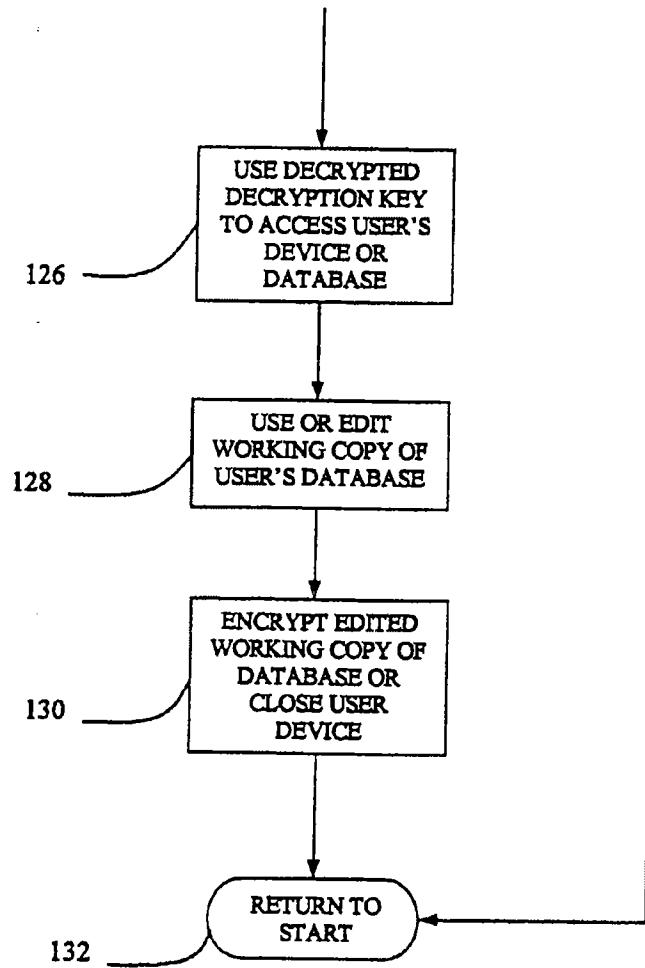 USE DECRYPTED
DECRYPTION KEY
TO ACCESS USER'S
DEVICE OR
DATABASE
126
USE OR EDIT
WORKING COPY OF
USER'S DATABASE
128
ENCRYPT EDITED
WORKING COPY OF
DATABASE OR
CLOSE USER
DEVICE
130
RETURN TO
START
132